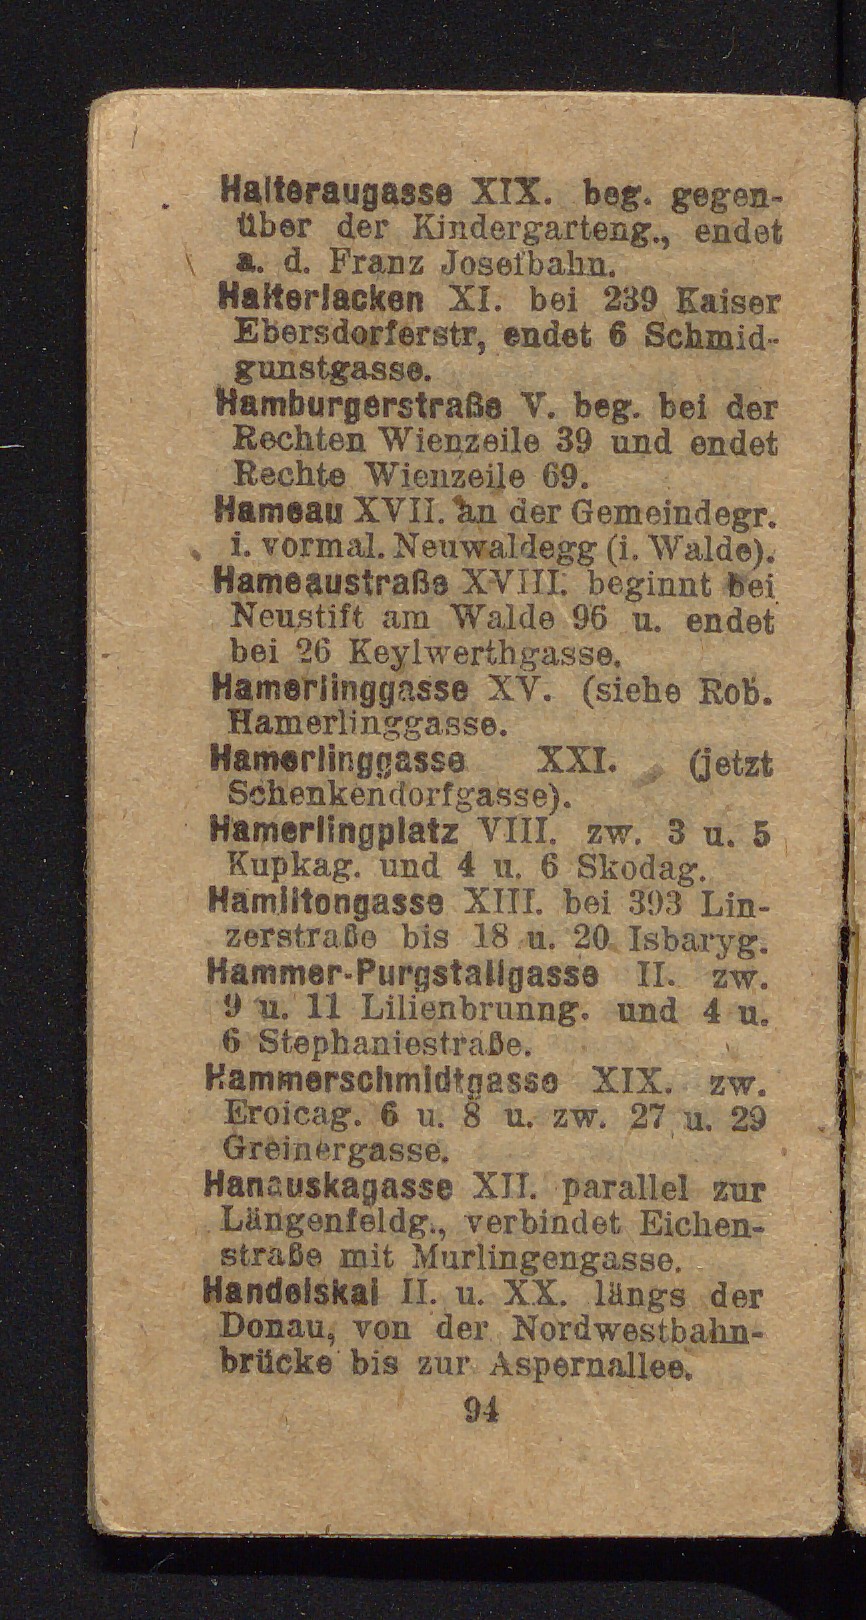 Halteraugasse XIX. beg. gegen-
über der Kindergarteng., endet
a. d. Franz Josefbahn.
Halterlacken XI. bei 239 Kaiser
Ebersdorferstr, endet 6 Schmid-
gunstgasse.
Hamburgerstraße V. beg. bei der
Rechten Wienzeile 39 und endet
Rechte Wienzeile 69.
Hameau XVII. an der Gemeindegr.
i. vormal. Neuwaldegg (i. Walde).
Hameaustraße XVIII. beginnt bei
Neustift am Walde 96 u. endet
bei 26 Keylwerthgasse.
Hamerlinggasse XV. (siehe Rob.
Hamerlinggasse.
Hamerlinggasse XXI. (jetzt
Schenkendorfgasse).
Hamerlingplatz VIII. zw. 3 u. 5
Kupkag. und 4 u. 6 Skodag.
Hamiltongasse XIII. bei 393 Lin-
zerstraße bis 18 u. 20 Isbaryg.
Hammer-Purgstallgasse II. zw.
9 u. 11 Lilienbrunng. und 4 u.
6 Stephaniestraße.
Hammerschmidtgasse XIX. zw.
Eroicag. 6 u. 8 u. zw. 27 u. 29
Greinergasse.
Hanauskagasse XII. parallel zur
Längenfeldg., verbindet Eichen-
straße mit Murlingengasse.
Handelskai II. u. XX. längs der
Donau, von der Nordwestbahn-
brücke bis zur Aspernallee.
94